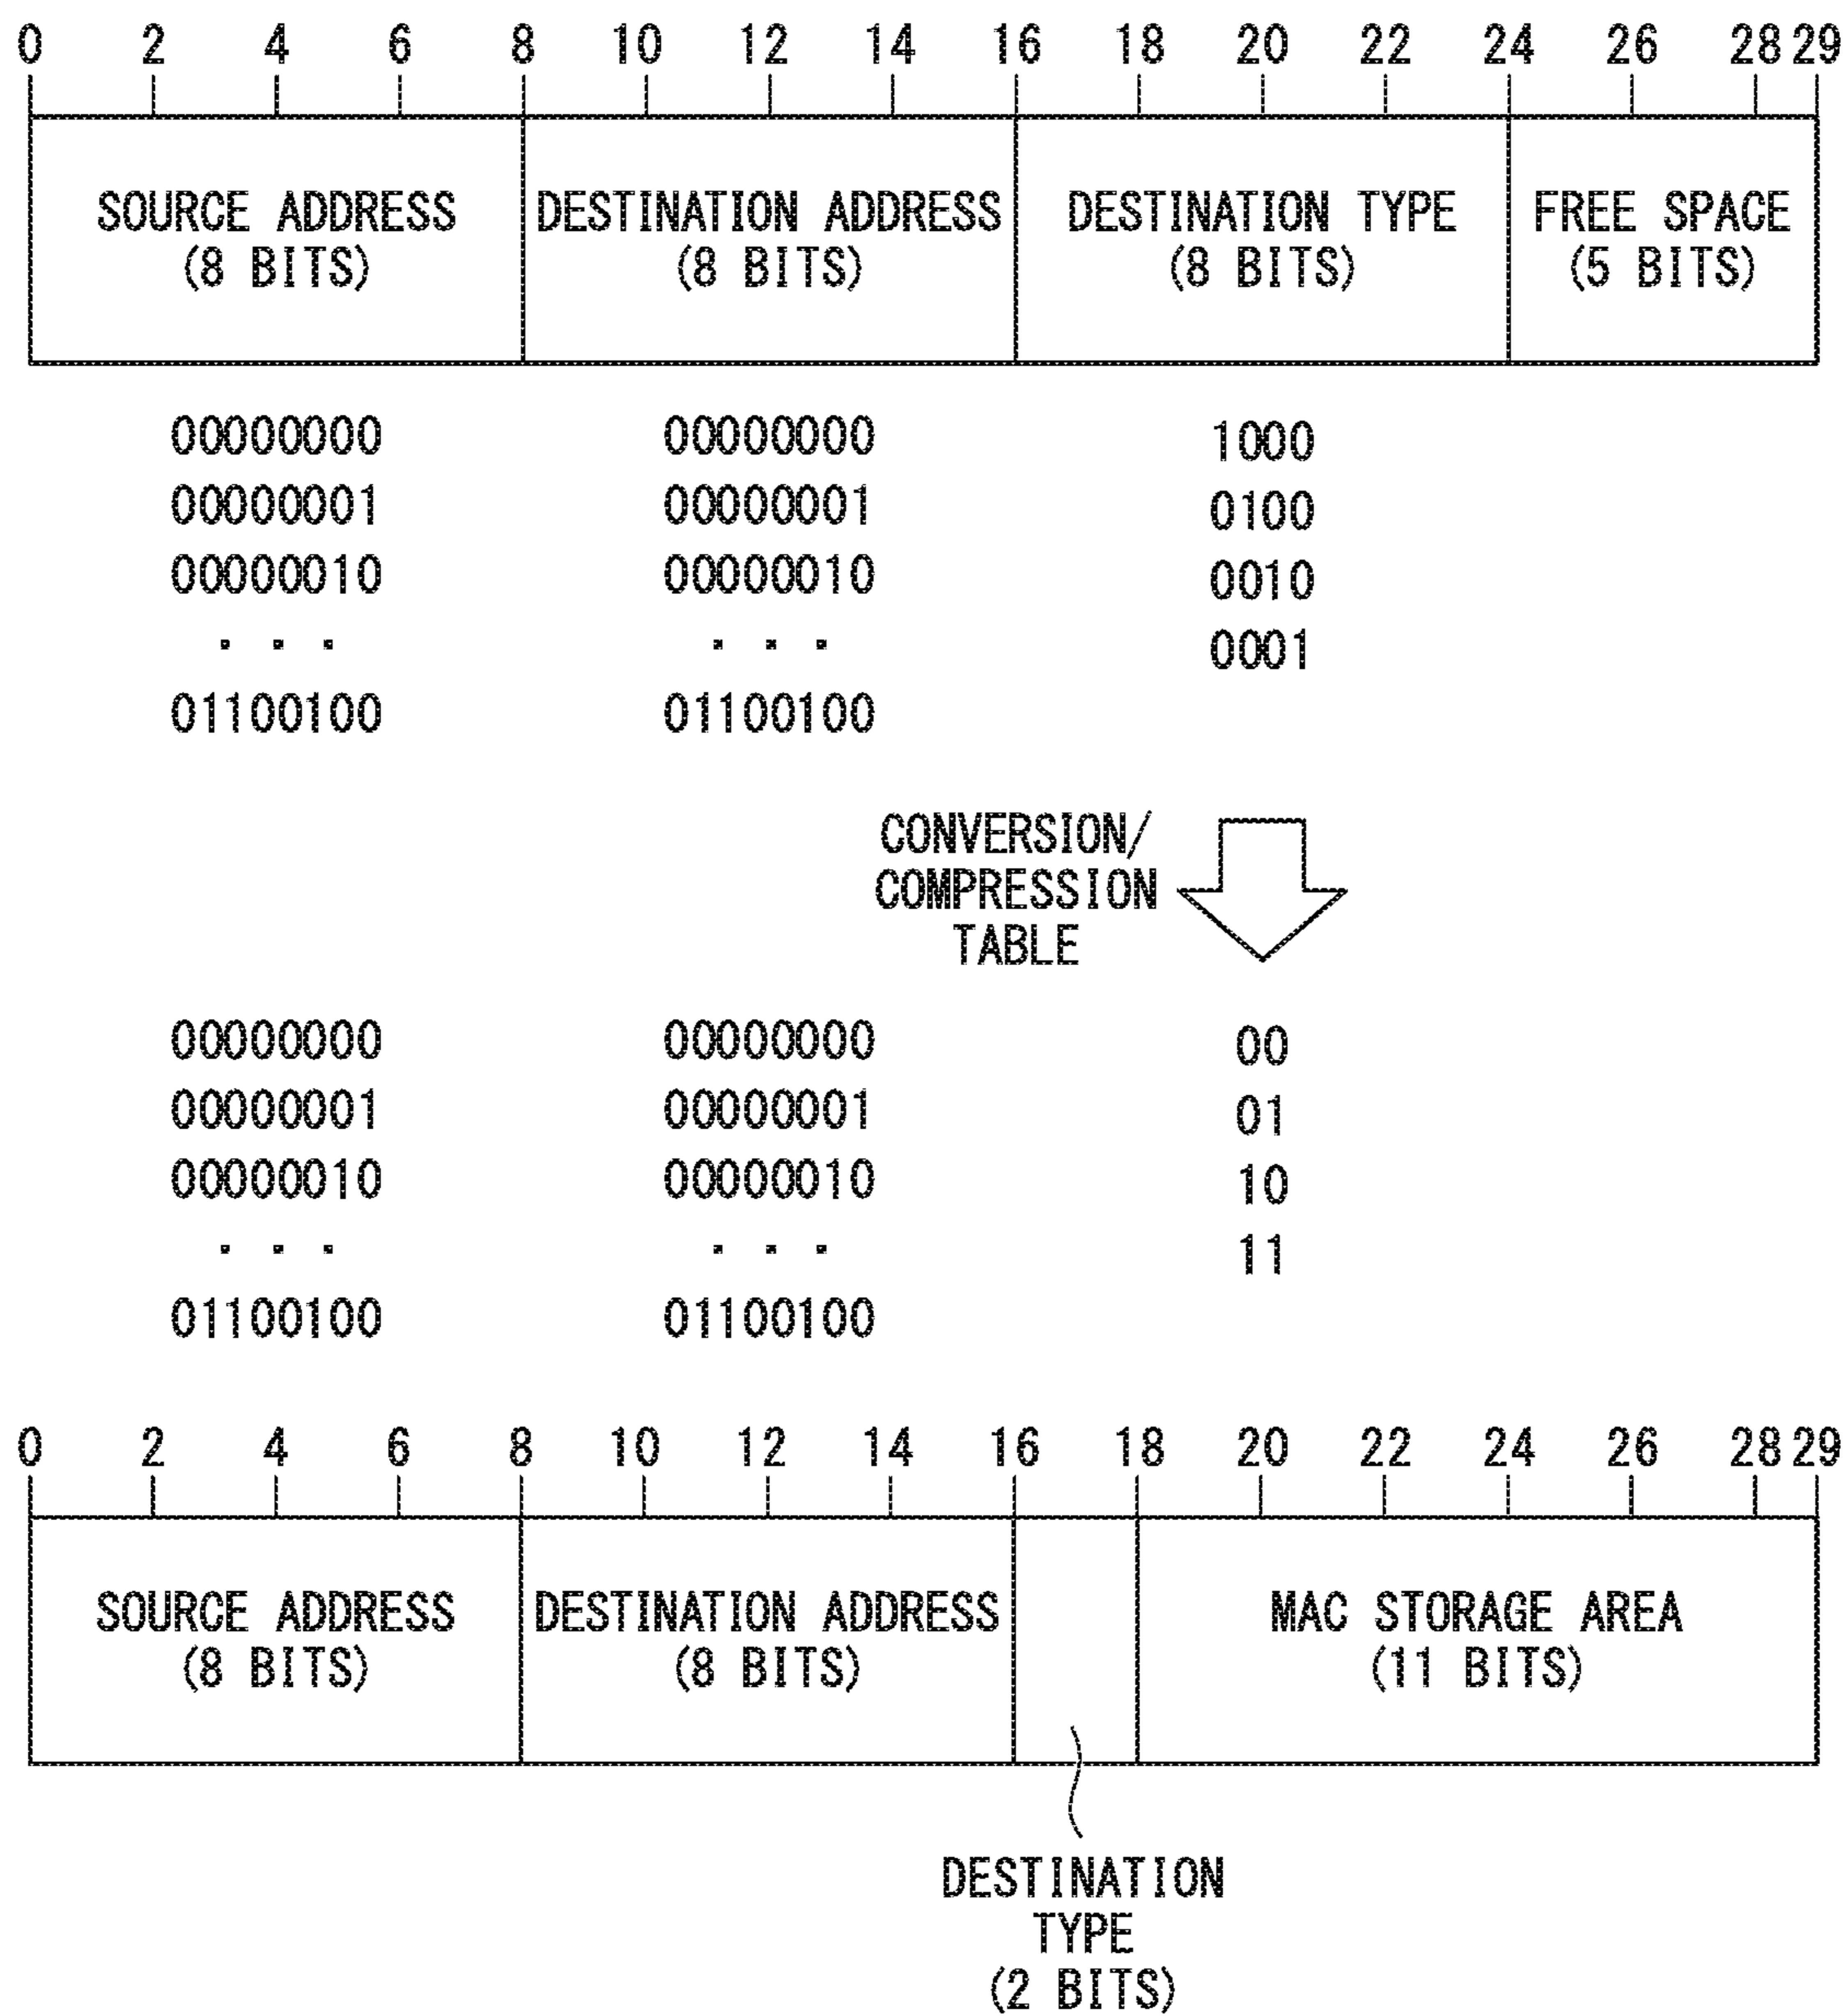 0 2 4 6 8 10 12 14 16 18 20 22 24 26 28 29
SOURCE ADDRESS DESTINATION ADDRESS DESTINATION TYPE FREE SPACE
(8 BITS) (8 BITS) (8 BITS) (5 BITS)
00000000 00000000 1000
00000001 00000001 0100
00000010 00000010 0010
. . . . . . 0001
01100100 01100100
CONVERSION/
COMPRESSION
TABLE
00000000 00000000 00
00000001 00000001 01
00000010 00000010 10
. . . . . . 11
01100100 01100100
0 2 4 6 8 10 12 14 16 18 20 22 24 26 28 29
SOURCE ADDRESS DESTINATION ADDRESS MAC STORAGE AREA
(8 BITS) (8 BITS) (11 BITS)
DESTINATION
TYPE
(2 BITS)